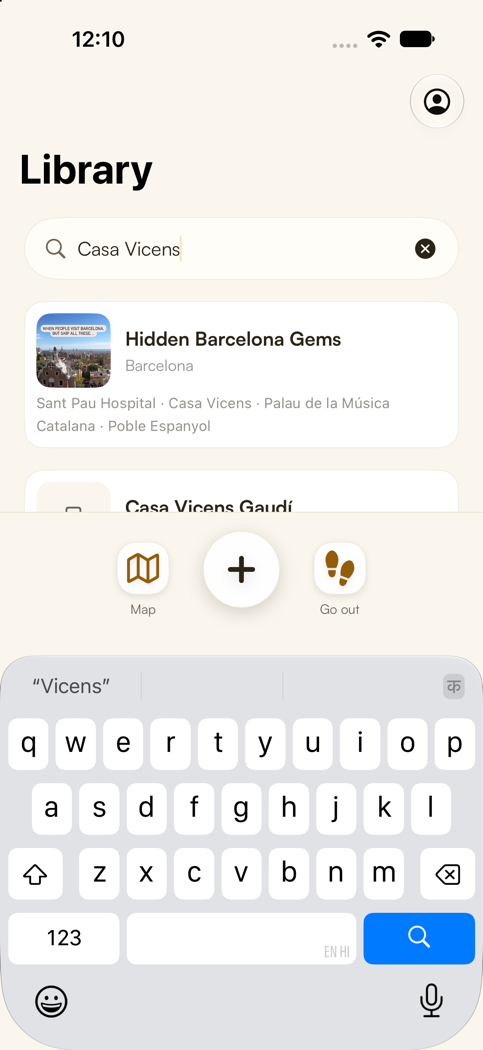 12:10
Library
Casa Vicens
WHEN PEOPLE VISIT BARCELONA,
BUT SKIP ALL THESE...
Hidden Barcelona Gems
Barcelona
Sant Pau Hospital · Casa Vicens · Palau de la Música
Catalana · Poble Espanyol
Casa Vicens Gaudí
Map
Go out
“Vicens”
क
q w e r t y u i o p
a s d f g h j k l
z x c v b n m
123
EN HI